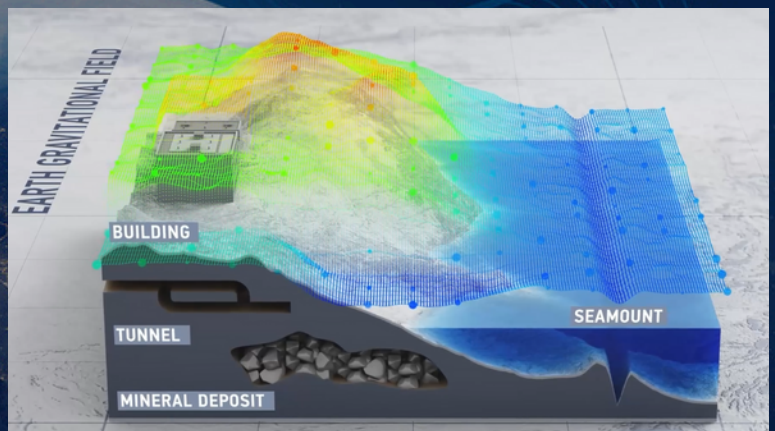 EARTH GRAVITATIONAL FIELD
BUILDING
SEAMOUNT
TUNNEL
MINERAL DEPOSIT